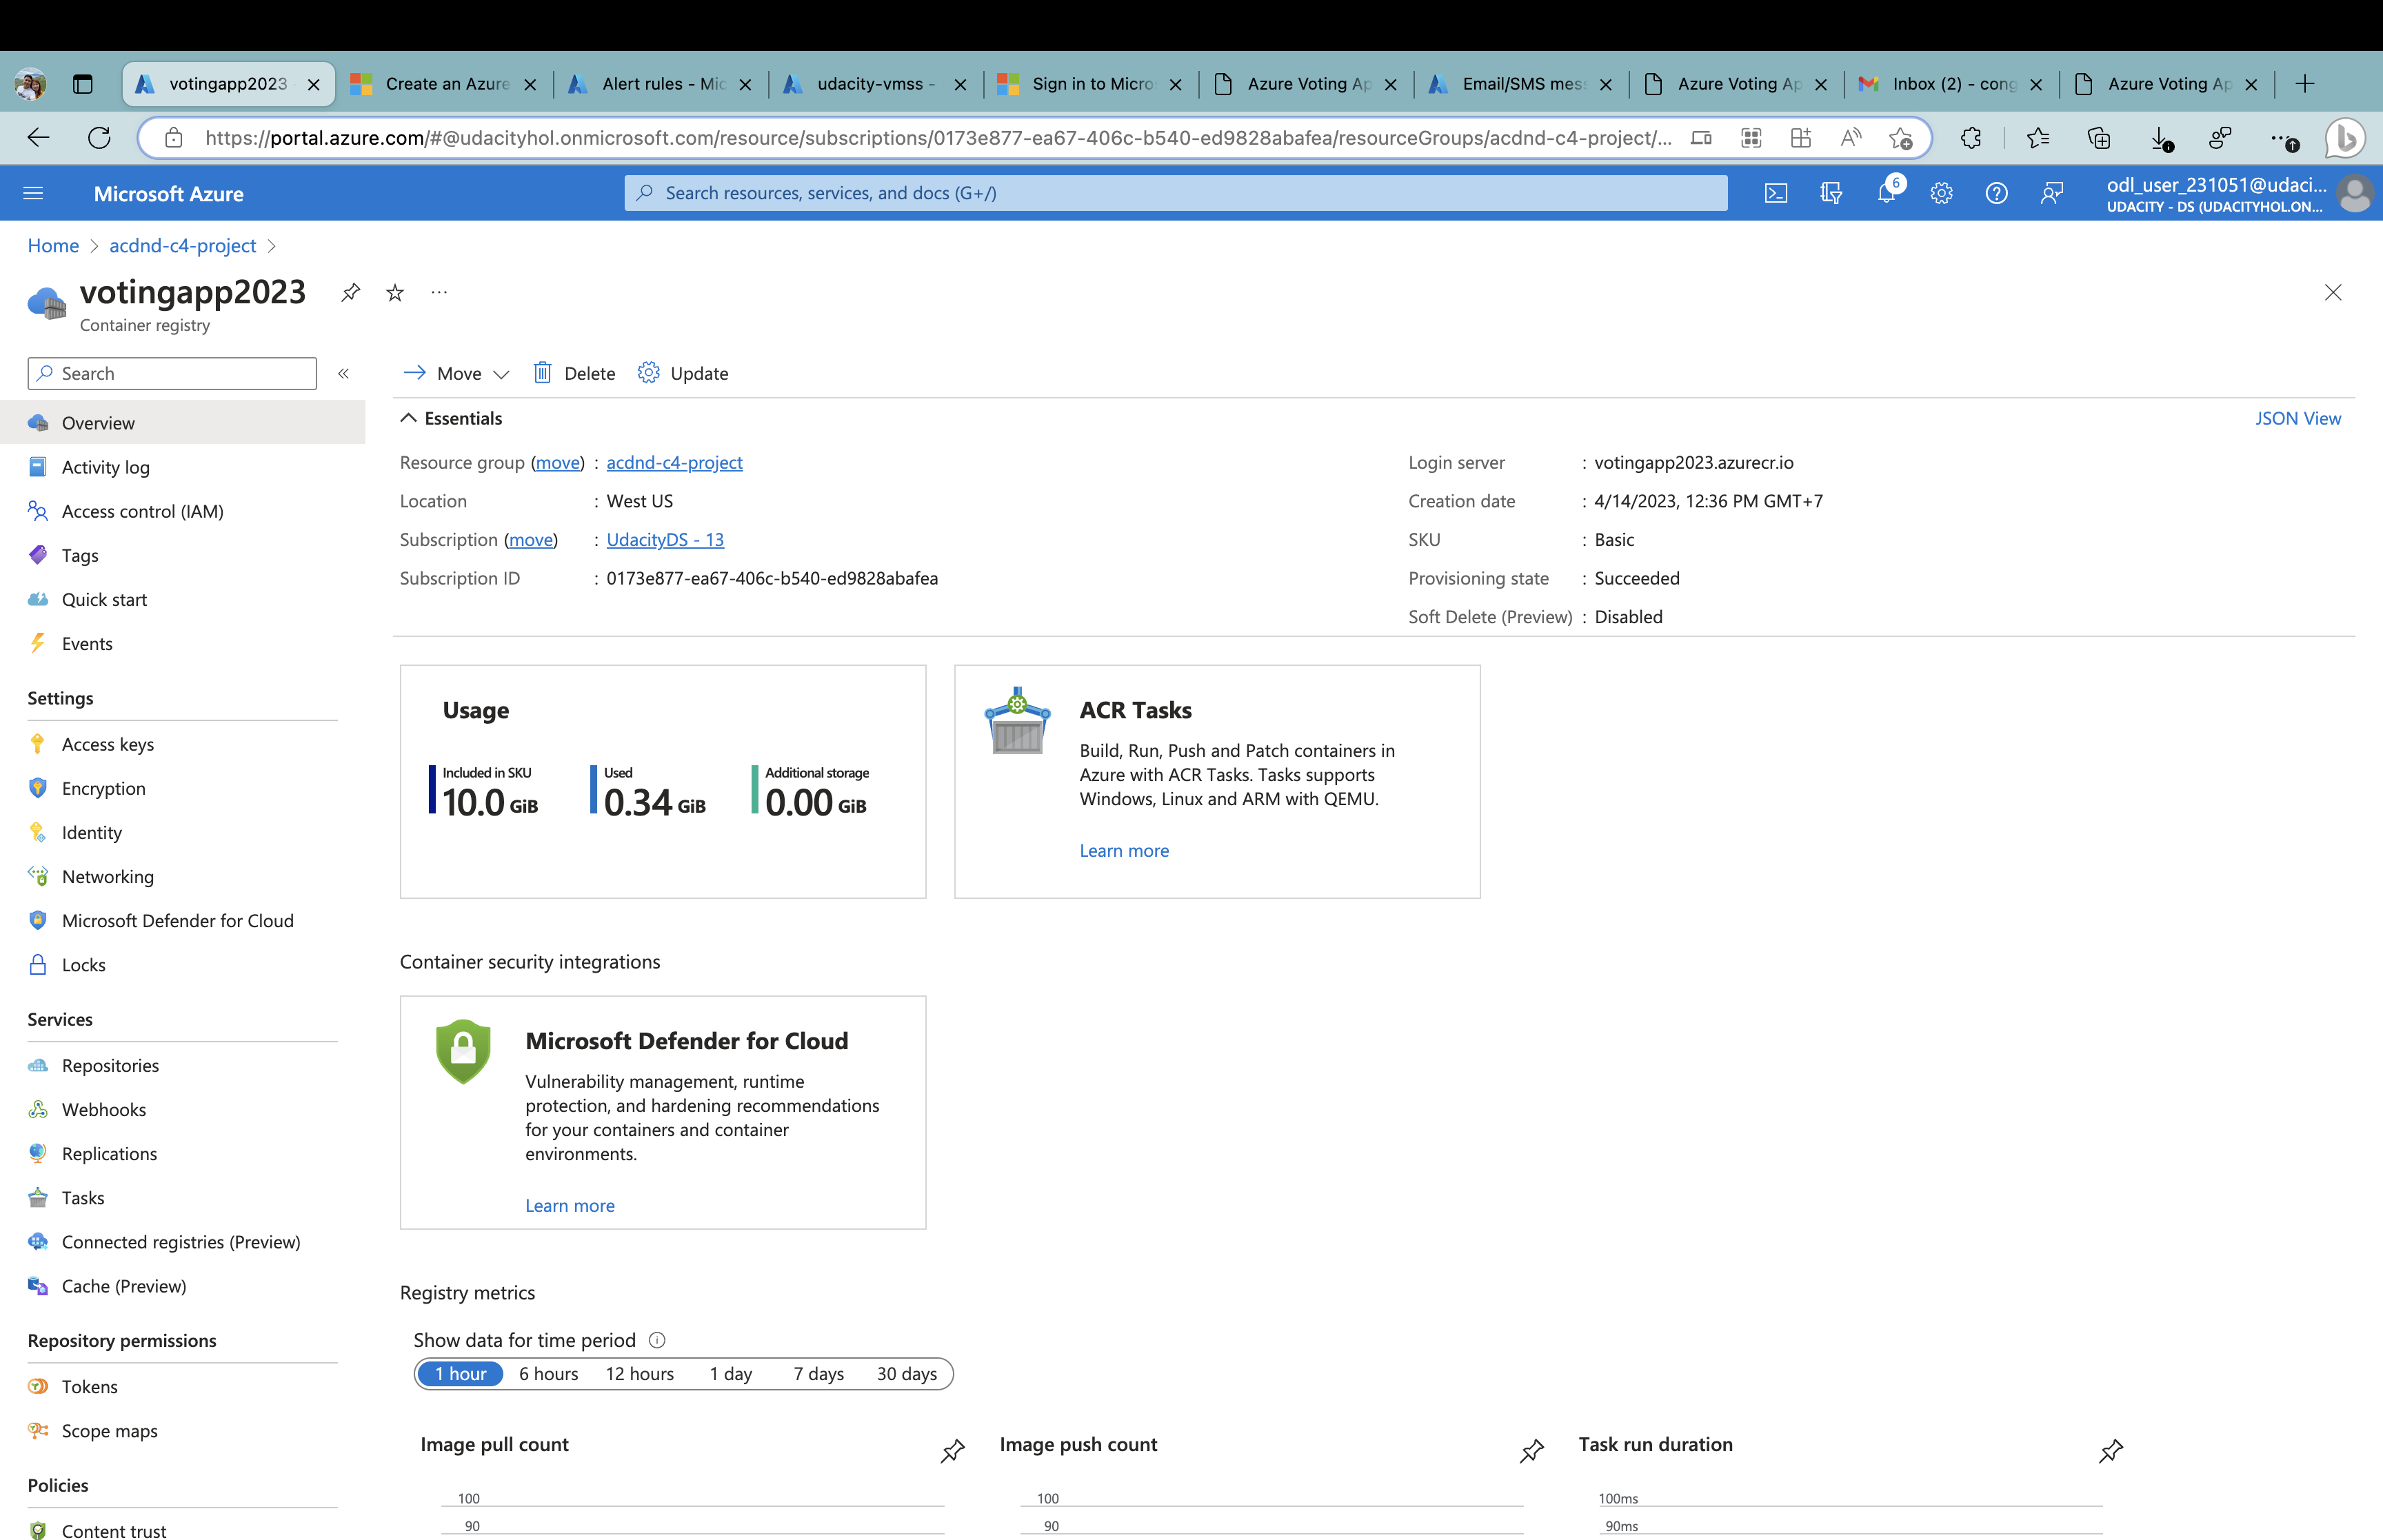 votingapp2023
Create an Azure
Alert rules - Mic
udacity-vmss -
Sign in to Micro
Azure Voting Ap
Email/SMS mess
Azure Voting Ap
Inbox (2) - cong
Azure Voting Ap
https://portal.azure.com/#@udacityhol.onmicrosoft.com/resource/subscriptions/0173e877-ea67-406c-b540-ed9828abafea/resourceGroups/acdnd-c4-project/...
Microsoft Azure
Search resources, services, and docs (G+/)
6
odl_user_231051@udaci...
UDACITY - DS (UDACITYHOL.ON...
Home > acdnd-c4-project >
votingapp2023
Container registry
Search
Overview
Activity log
Access control (IAM)
Tags
Quick start
Events
Settings
Access keys
Encryption
Identity
Networking
Microsoft Defender for Cloud
Locks
Services
Repositories
Webhooks
Replications
Tasks
Connected registries (Preview)
Cache (Preview)
Repository permissions
Tokens
Scope maps
Policies
Content trust
Move
Delete
Update
Essentials
JSON View
Resource group (move) : acdnd-c4-project
Location : West US
Subscription (move) : UdacityDS - 13
Subscription ID : 0173e877-ea67-406c-b540-ed9828abafea
Login server : votingapp2023.azurecr.io
Creation date : 4/14/2023, 12:36 PM GMT+7
SKU : Basic
Provisioning state : Succeeded
Soft Delete (Preview) : Disabled
Usage
Included in SKU
10.0 GiB
Used
0.34 GiB
Additional storage
0.00 GiB
ACR Tasks
Build, Run, Push and Patch containers in
Azure with ACR Tasks. Tasks supports
Windows, Linux and ARM with QEMU.
Learn more
Container security integrations
Microsoft Defender for Cloud
Vulnerability management, runtime
protection, and hardening recommendations
for your containers and container
environments.
Learn more
Registry metrics
Show data for time period
1 hour 6 hours 12 hours 1 day 7 days 30 days
Image pull count
100
90
Image push count
100
90
Task run duration
100ms
90ms